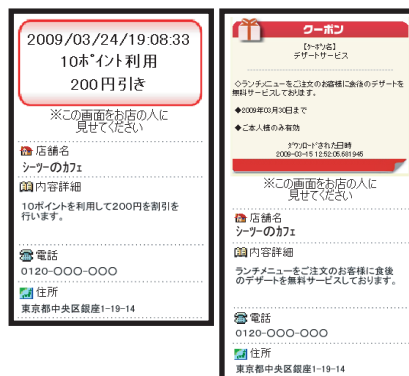 2009/03/24/19:08:33
10ﾎﾟｲﾝﾄ利用
200円引き
※この画面をお店の人に
見せてください
店舗名
シーツーのカフェ
内容詳細
10ポイントを利用して200円を割引を
行います。
電話
0120-○○○-○○○
住所
東京都中央区銀座1-19-14
クーポン
【ｸｰﾎﾟﾝ名】
デザートサービス
◇ランチメニューをご注文のお客様に食後のデザートを
無料サービスしております。
◆2009年03月30日まで
◆ご本人様のみ有効
ﾀﾞｳﾝﾛｰﾄﾞされた日時
2009-03-15 12:52:05.581945
※この画面をお店の人に
見せてください
店舗名
シーツーのカフェ
内容詳細
ランチメニューをご注文のお客様に食後
のデザートを無料サービスしております。
電話
0120-○○○-○○○
住所
東京都中央区銀座1-19-14